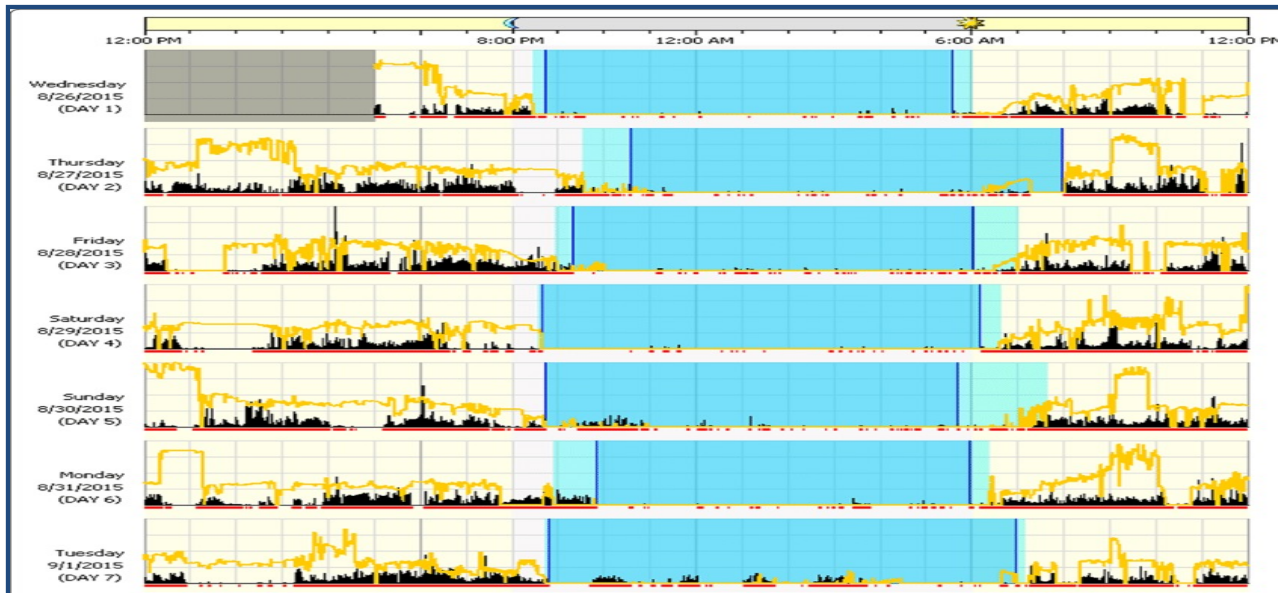 12:00 PM 8:00 PM 12:00 AM 6:00 AM 12:00 PM
Wednesday
8/26/2015
(DAY 1)
Thursday
8/27/2015
(DAY 2)
Friday
8/28/2015
(DAY 3)
Saturday
8/29/2015
(DAY 4)
Sunday
8/30/2015
(DAY 5)
Monday
8/31/2015
(DAY 6)
Tuesday
9/1/2015
(DAY 7)